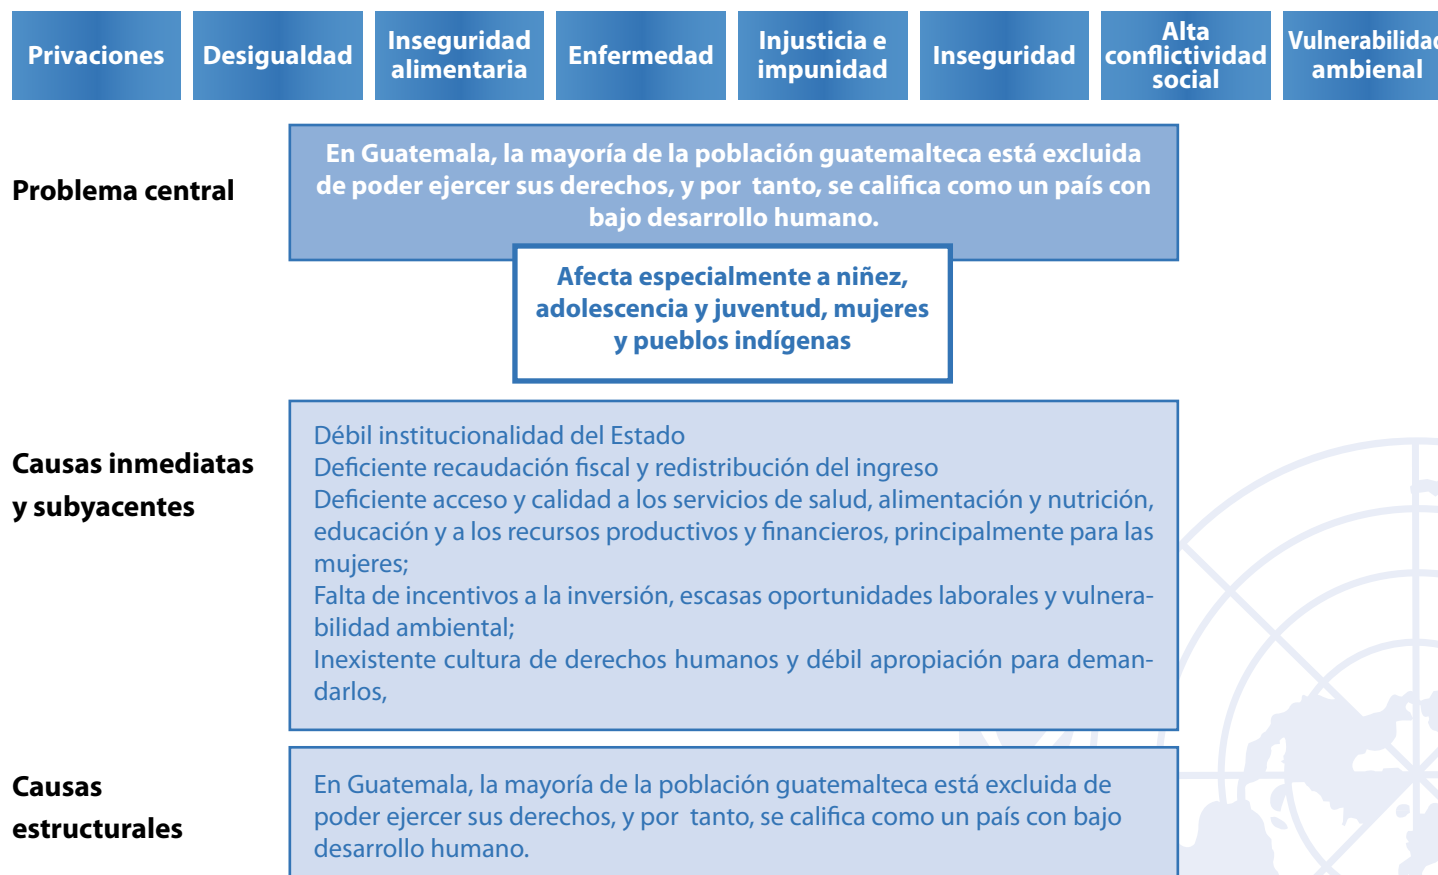 Privaciones
Desigualdad
Inseguridad
alimentaria
Enfermedad
Injusticia e
impunidad
Inseguridad
Alta
conflictividad
social
Vulnerabilidad
ambienal
Problema central
En Guatemala, la mayoría de la población guatemalteca está excluida
de poder ejercer sus derechos, y por tanto, se califica como un país con
bajo desarrollo humano.
Afecta especialmente a niñez,
adolescencia y juventud, mujeres
y pueblos indígenas
Causas inmediatas
y subyacentes
Débil institucionalidad del Estado
Deficiente recaudación fiscal y redistribución del ingreso
Deficiente acceso y calidad a los servicios de salud, alimentación y nutrición,
educación y a los recursos productivos y financieros, principalmente para las
mujeres;
Falta de incentivos a la inversión, escasas oportunidades laborales y vulnera-
bilidad ambiental;
Inexistente cultura de derechos humanos y débil apropiación para deman-
darlos,
Causas
estructurales
En Guatemala, la mayoría de la población guatemalteca está excluida de
poder ejercer sus derechos, y por tanto, se califica como un país con bajo
desarrollo humano.